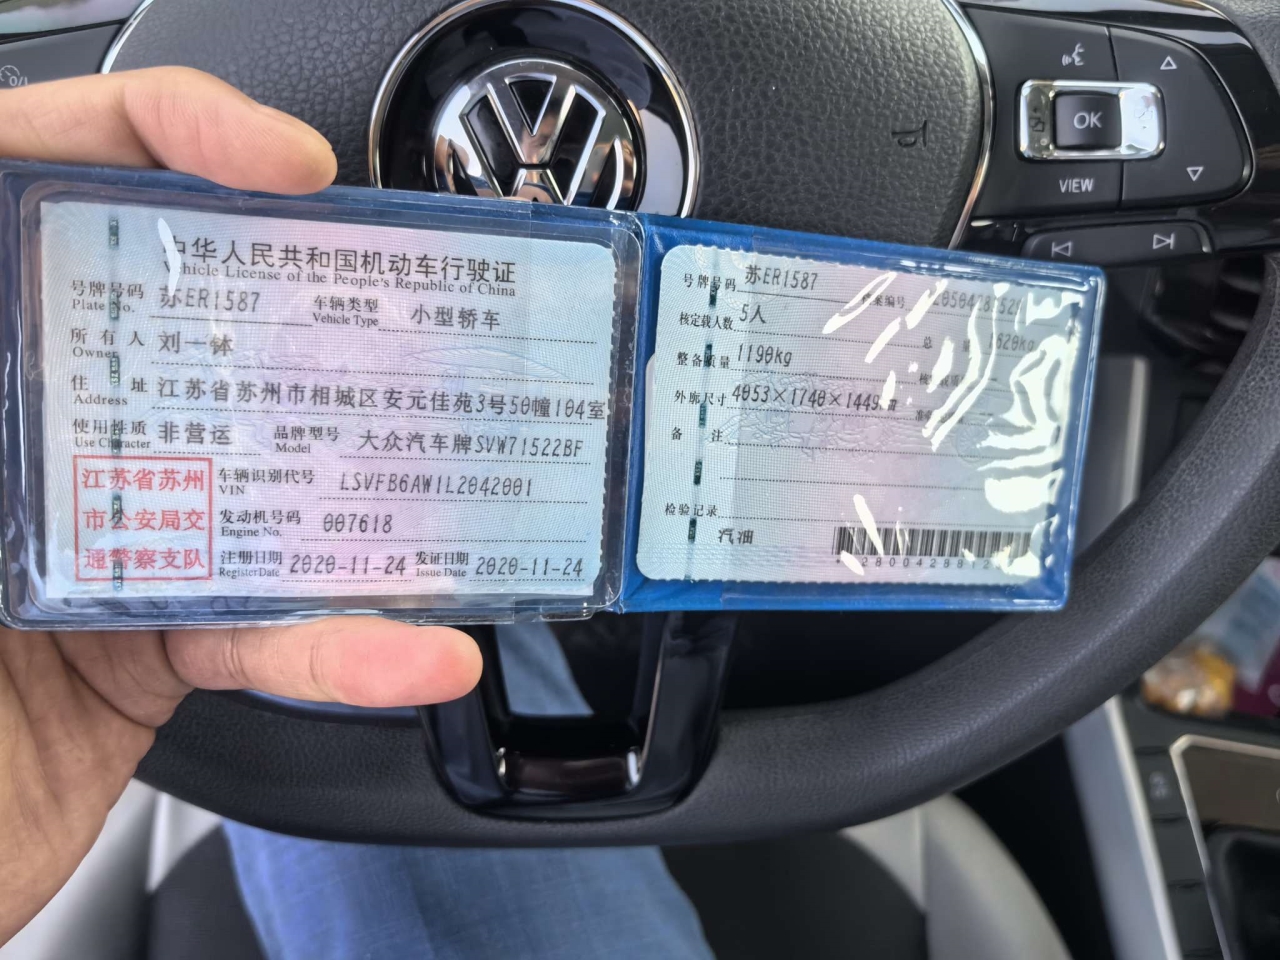 中华人民共和国机动车行驶证
Vehicle License of the People's Republic of China
号牌号码 苏ER1587 车辆类型 小型轿车
Plate No. Vehicle Type
所有人 刘一钵
Owner
住址 江苏省苏州市相城区安元佳苑3号50幢104室
Address
使用性质 非营运 品牌型号 大众汽车牌SVW71522BF
Use Character Model
江苏省苏州
市公安局交
通警察支队
车辆识别代号 LSVFB6AW1L2042001
VIN
发动机号码 007618
Engine No.
注册日期 2020-11-24 发证日期 2020-11-24
Register Date Issue Date
号牌号码 苏ER1587 档案编号
核定载人数 5人 总质量 1620kg
整备质量 1190kg
外廓尺寸 4053×1740×1449
备注
检验记录
汽油
OK
VIEW